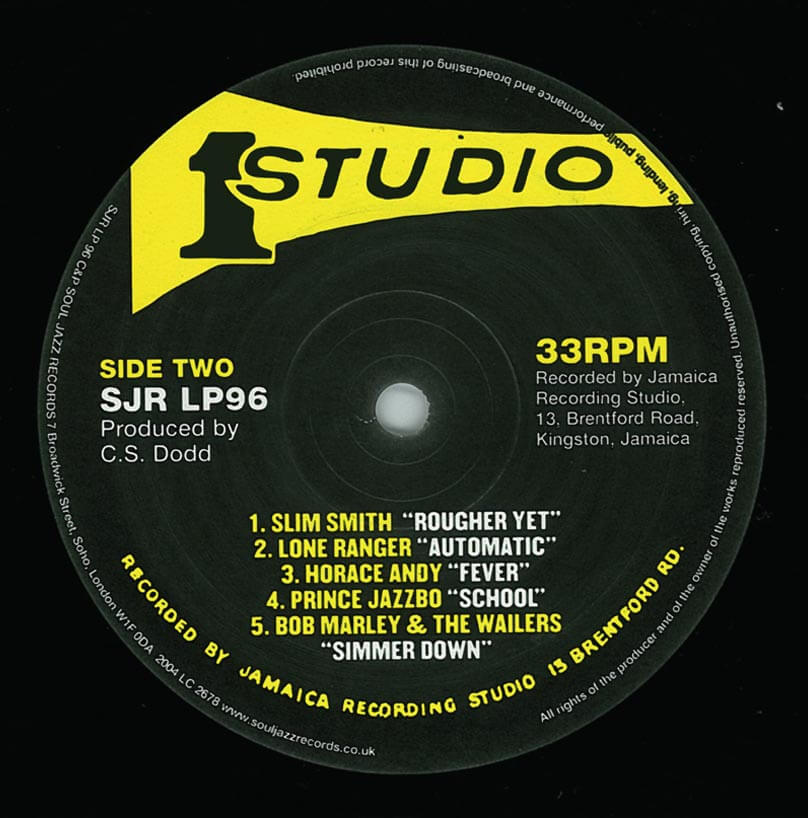 1 STUDIO
SIDE TWO
SJR LP96
Produced by
C.S. Dodd
33RPM
Recorded by Jamaica
Recording Studio,
13, Brentford Road,
Kingston, Jamaica
1. SLIM SMITH “ROUGHER YET”
2. LONE RANGER “AUTOMATIC”
3. HORACE ANDY “FEVER”
4. PRINCE JAZZBO “SCHOOL”
5. BOB MARLEY & THE WAILERS
“SIMMER DOWN”
RECORDED BY JAMAICA RECORDING STUDIO 13 BRENTFORD RD.
SJR LP 96 C&P SOUL JAZZ RECORDS 7 Broadwick Street, Soho, London W1F 0DA 2004 LC 2678 www.souljazzrecords.co.uk
All rights of the producer and of the owner of the works reproduced reserved. Unauthorised copying, hiring, lending, public performance and broadcasting of this record prohibited.